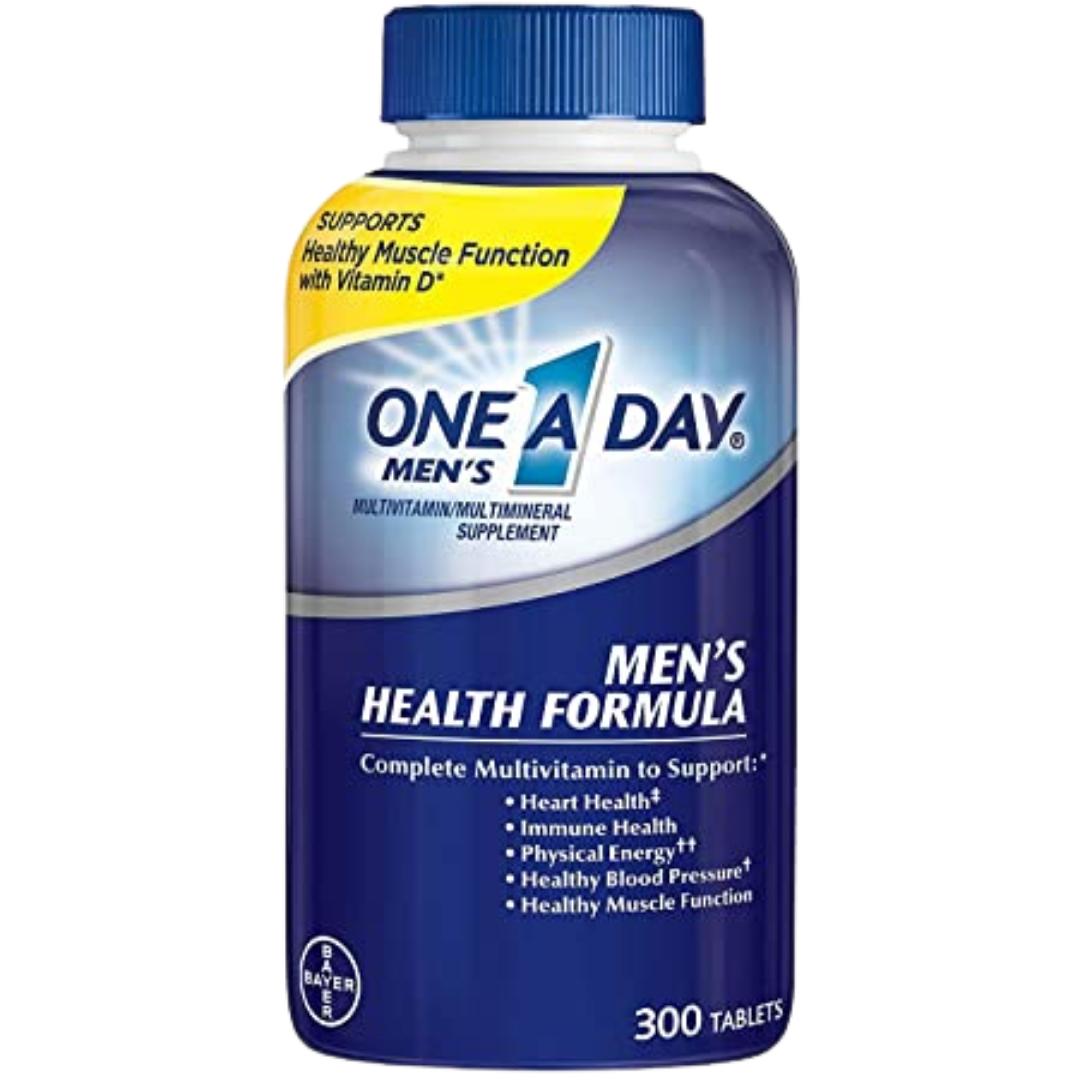 SUPPORTS
Healthy Muscle Function
with Vitamin D*
ONE A DAY®
MEN'S
MULTIVITAMIN/MULTIMINERAL
SUPPLEMENT
MEN'S
HEALTH FORMULA
Complete Multivitamin to Support:*
• Heart Health‡
• Immune Health
• Physical Energy††
• Healthy Blood Pressure†
• Healthy Muscle Function
BAYER
BAYER
300 TABLETS